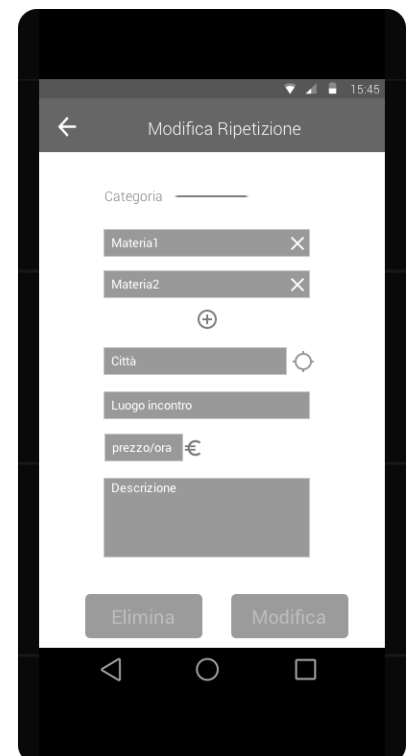 15:45
Modifica Ripetizione
Categoria
Materia1
Materia2
Città
Luogo incontro
prezzo/ora €
Descrizione
Elimina Modifica